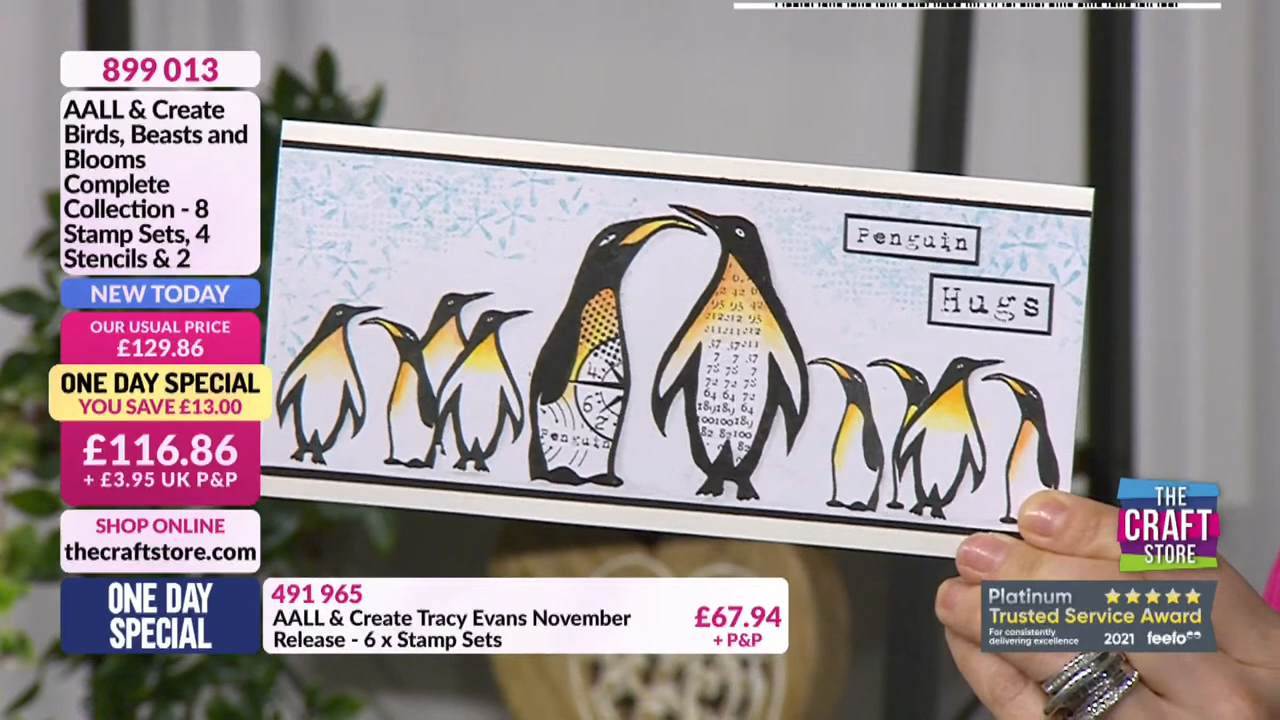 899 013
AALL & Create
Birds, Beasts and
Blooms
Complete
Collection - 8
Stamp Sets, 4
Stencils & 2
NEW TODAY
OUR USUAL PRICE
£129.86
ONE DAY SPECIAL
YOU SAVE £13.00
£116.86
+ £3.95 UK P&P
SHOP ONLINE
thecraftstore.com
ONE DAY
SPECIAL
491 965
AALL & Create Tracy Evans November
Release - 6 x Stamp Sets
£67.94
+ P&P
Penguin
Hugs
Penguin
THE
CRAFT
STORE
Platinum
Trusted Service Award
For consistently
delivering excellence
2021 feefo